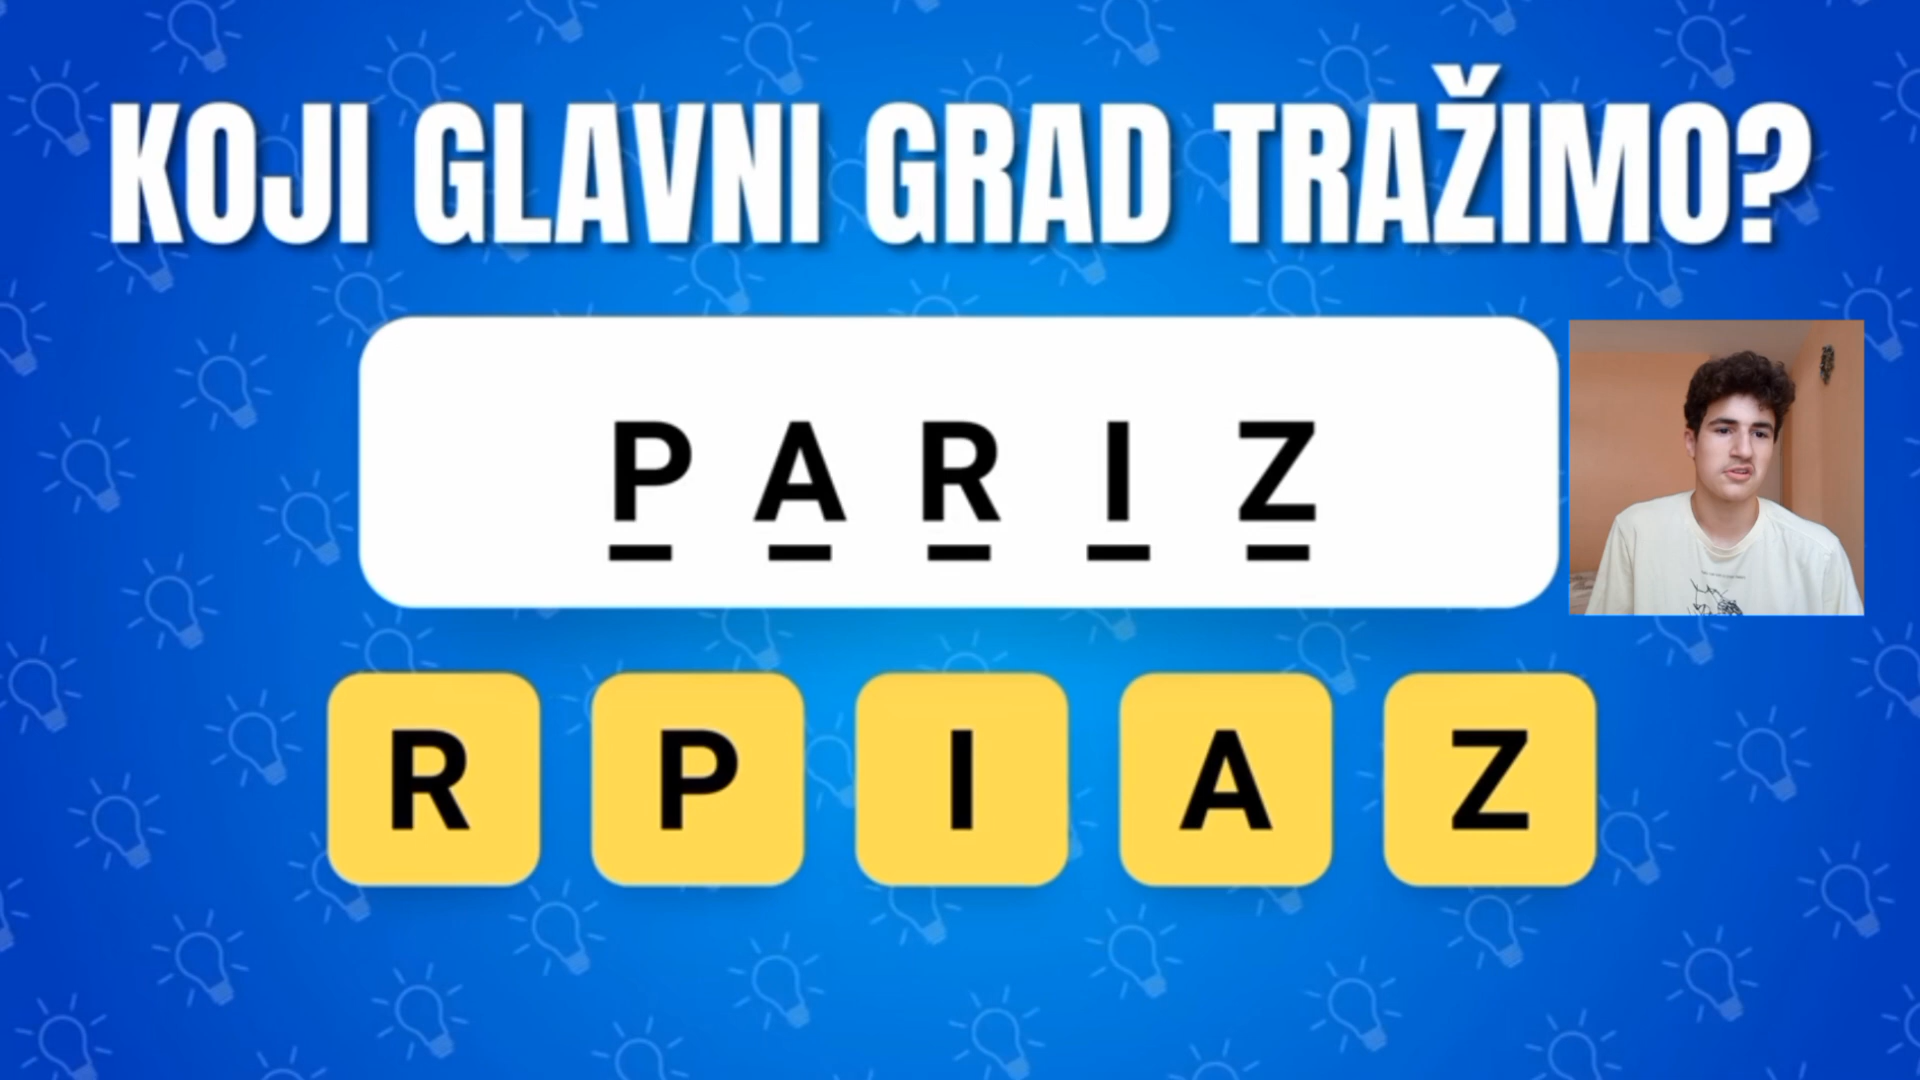 KOJI GLAVNI GRAD TRAŽIMO?
P A R I Z
R P I A Z